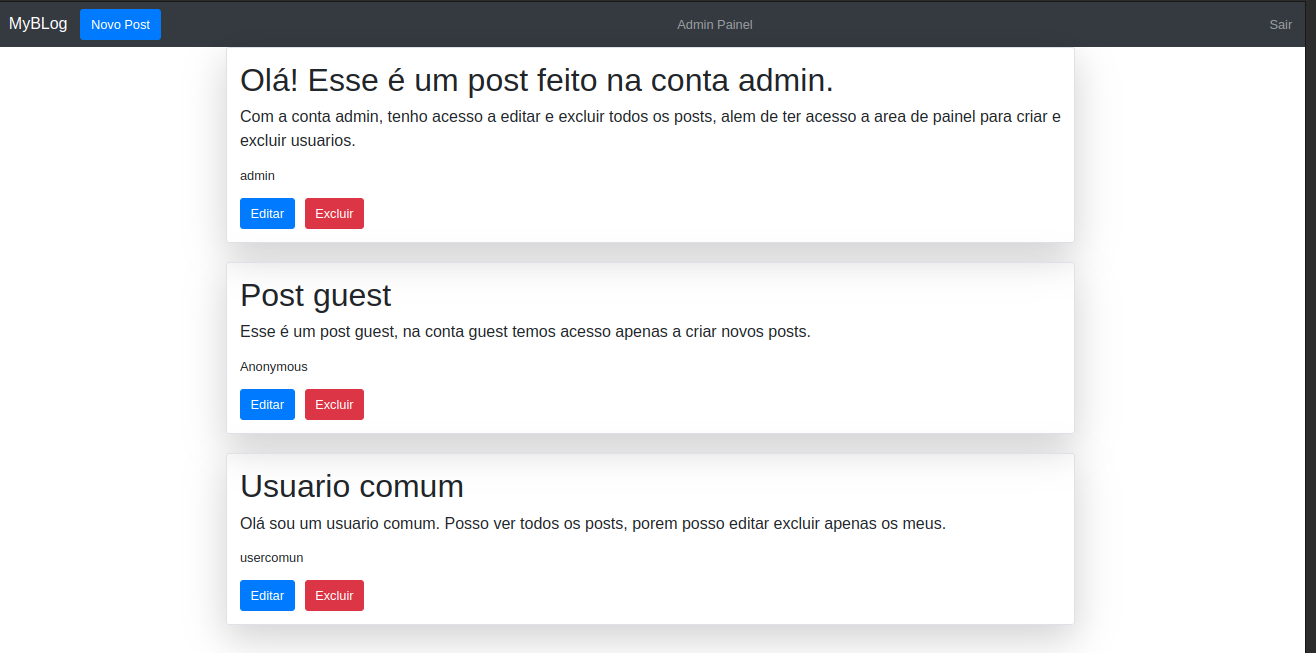 MyBLog Novo Post Admin Painel Sair
Olá! Esse é um post feito na conta admin.
Com a conta admin, tenho acesso a editar e excluir todos os posts, alem de ter acesso a area de painel para criar e
excluir usuarios.
admin
Editar Excluir
Post guest
Esse é um post guest, na conta guest temos acesso apenas a criar novos posts.
Anonymous
Editar Excluir
Usuario comum
Olá sou um usuario comum. Posso ver todos os posts, porem posso editar excluir apenas os meus.
usercomun
Editar Excluir